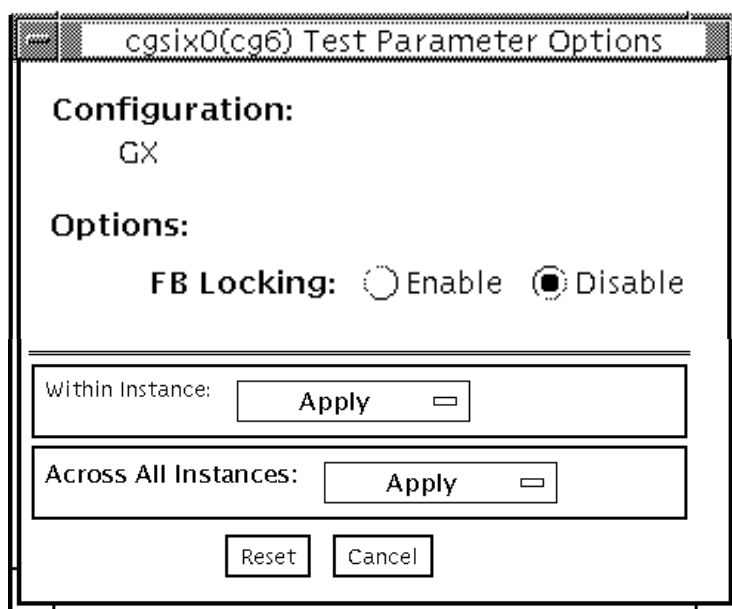 cgsix0(cg6) Test Parameter Options
Configuration:
GX
Options:
FB Locking: Enable Disable
Within Instance: Apply
Across All Instances: Apply
Reset Cancel